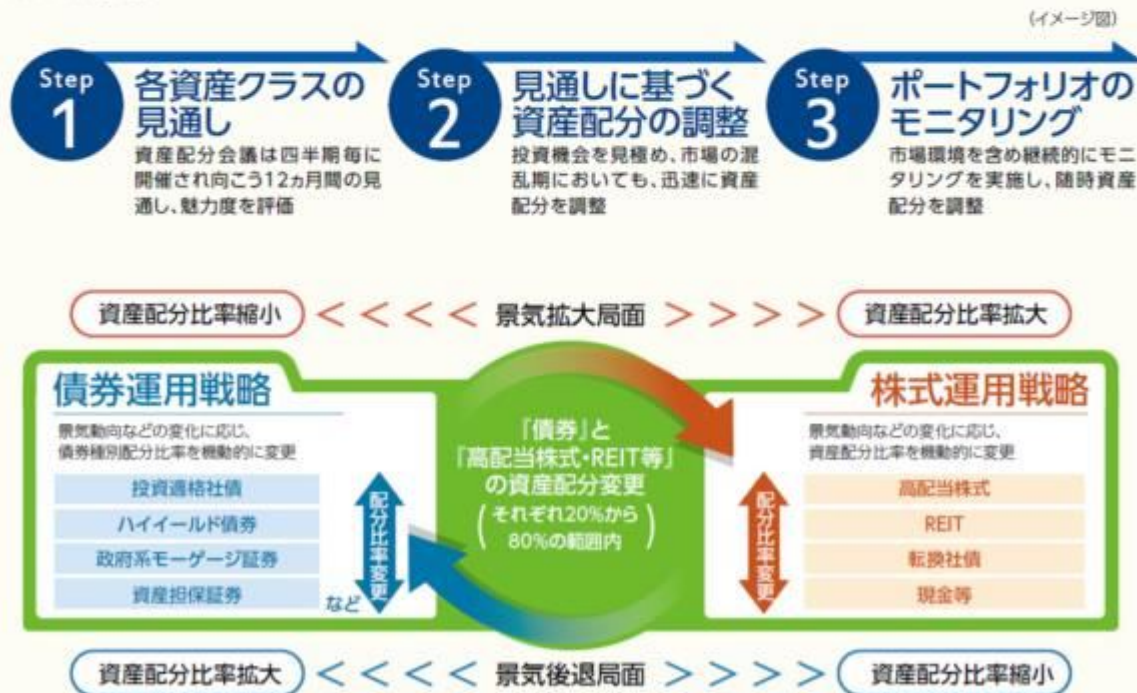 (イメージ図)
Step
1
各資産クラスの
見通し
資産配分会議は四半期毎に
開催され向こう12ヵ月間の見
通し、魅力度を評価
Step
2
見通しに基づく
資産配分の調整
投資機会を見極め、市場の混
乱期においても、迅速に資産
配分を調整
Step
3
ポートフォリオの
モニタリング
市場環境を含め継続的にモニ
タリングを実施し、随時資産
配分を調整
資産配分比率縮小 < < < < 景気拡大局面 > > > > 資産配分比率拡大
債券運用戦略
景気動向などの変化に応じ、
債券種別配分比率を機動的に変更
投資適格社債
ハイイールド債券
政府系モーゲージ証券
資産担保証券
など
配分比率変更
『債券』と
『高配当株式・REIT等』
の資産配分変更
(それぞれ20%から
80%の範囲内)
株式運用戦略
景気動向などの変化に応じ、
資産配分比率を機動的に変更
配分比率変更
高配当株式
REIT
転換社債
現金等
資産配分比率拡大 < < < < 景気後退局面 > > > > 資産配分比率縮小